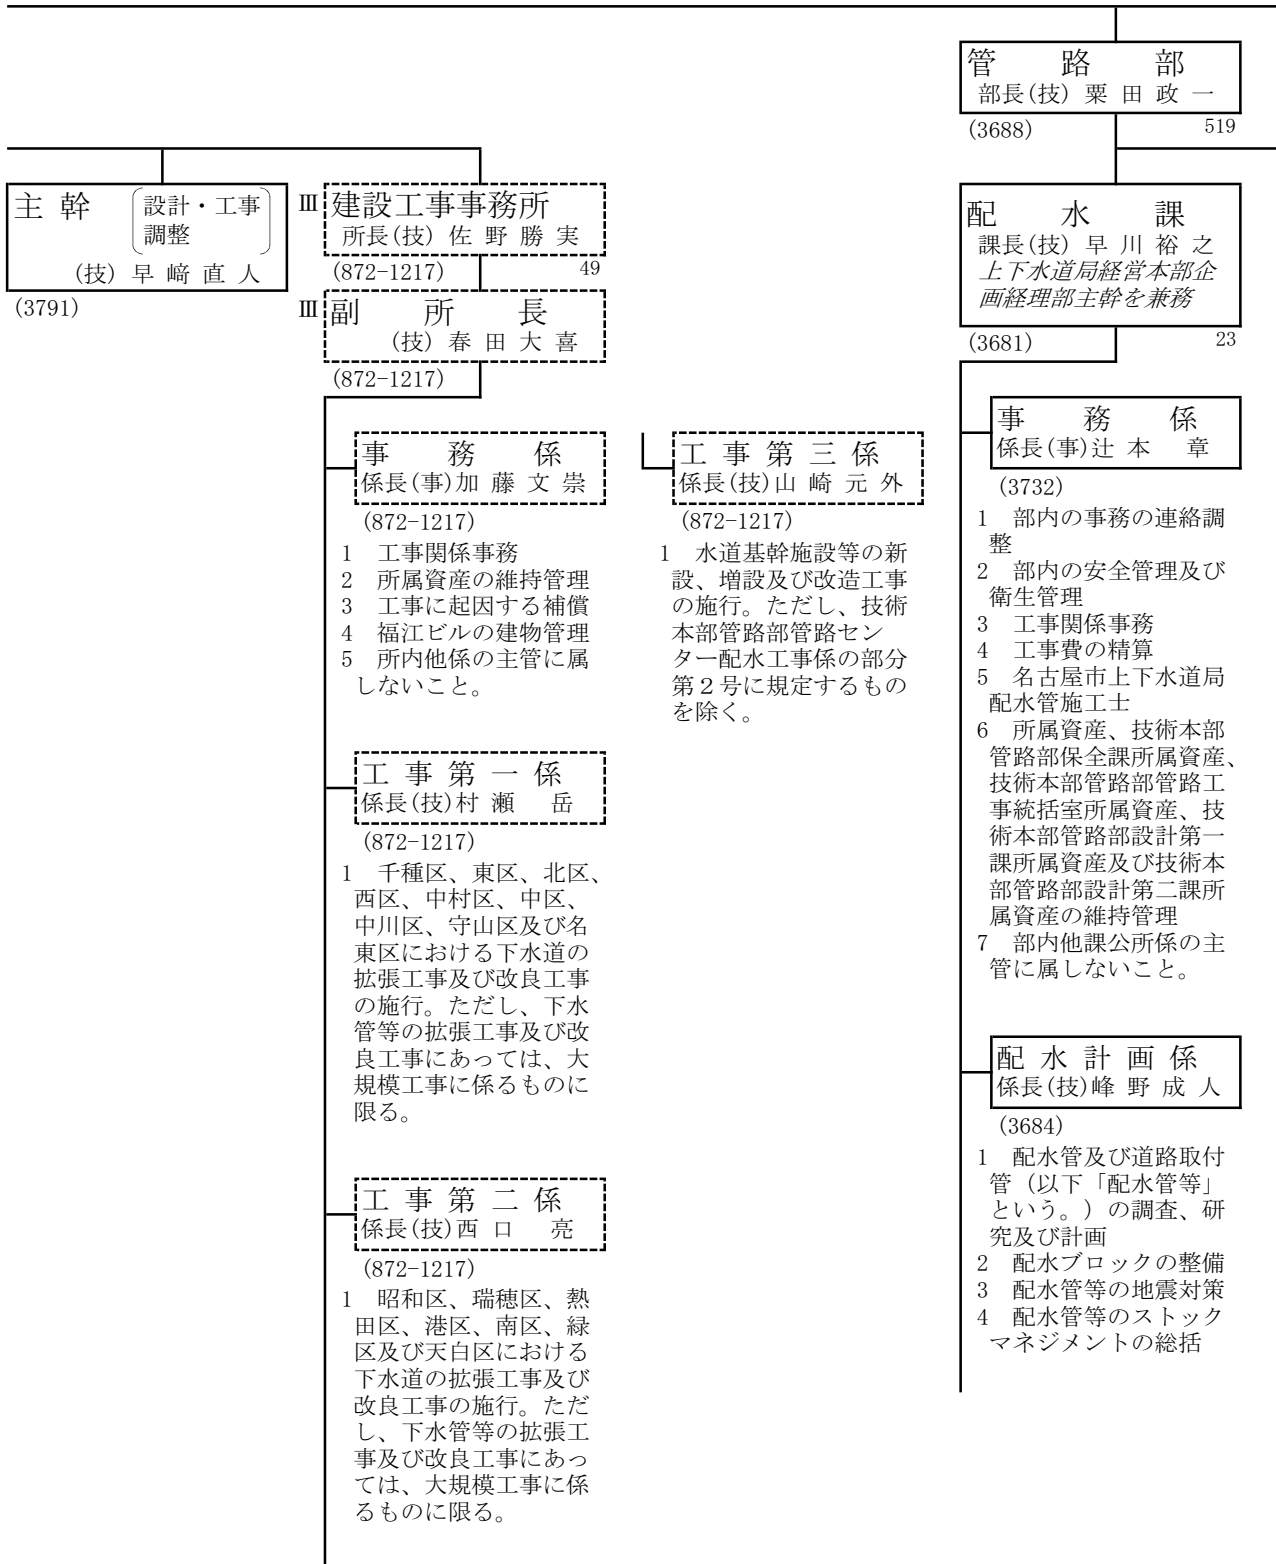 主幹
設計・工事
調整
(技) 早﨑直人
(3791)
Ⅲ 建設工事事務所
所長(技) 佐野勝実
(872-1217) 49
Ⅲ 副所長
(技) 春田大喜
(872-1217)
事務係
係長(事)加藤文崇
(872-1217)
1 工事関係事務
2 所属資産の維持管理
3 工事に起因する補償
4 福江ビルの建物管理
5 所内他係の主管に属
しないこと。
工事第一係
係長(技)村瀬 岳
(872-1217)
1 千種区、東区、北区、
西区、中村区、中区、
中川区、守山区及び名
東区における下水道の
拡張工事及び改良工事
の施行。ただし、下水
管等の拡張工事及び改
良工事にあっては、大
規模工事に係るものに
限る。
工事第二係
係長(技)西口 亮
(872-1217)
1 昭和区、瑞穂区、熱
田区、港区、南区、緑
区及び天白区における
下水道の拡張工事及び
改良工事の施行。ただ
し、下水管等の拡張工
事及び改良工事にあっ
ては、大規模工事に係
るものに限る。
工事第三係
係長(技)山崎元外
(872-1217)
1 水道基幹施設等の新
設、増設及び改造工事
の施行。ただし、技術
本部管路部管路セン
ター配水工事係の部分
第2号に規定するもの
を除く。
管路部
部長(技) 粟田政一
(3688) 519
配水課
課長(技) 早川裕之
上下水道局経営本部企
画経理部主幹を兼務
(3681) 23
事務係
係長(事)辻本 章
(3732)
1 部内の事務の連絡調
整
2 部内の安全管理及び
衛生管理
3 工事関係事務
4 工事費の精算
5 名古屋市上下水道局
配水管施工士
6 所属資産、技術本部
管路部保全課所属資産、
技術本部管路部管路工
事統括室所属資産、技
術本部管路部設計第一
課所属資産及び技術本
部管路部設計第二課所
属資産の維持管理
7 部内他課公所係の主
管に属しないこと。
配水計画係
係長(技)峰野成人
(3684)
1 配水管及び道路取付
管（以下「配水管等」
という。）の調査、研
究及び計画
2 配水ブロックの整備
3 配水管等の地震対策
4 配水管等のストック
マネジメントの総括